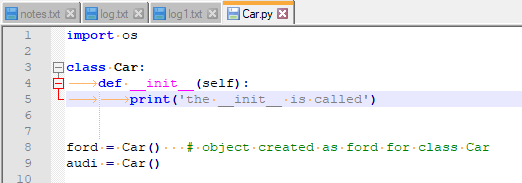 notes.txt log.txt log1.txt Car.py
1 import os
2
3 class Car:
4 def __init__(self):
5 print('the __init__ is called')
6
7
8 ford = Car() # object created as ford for class Car
9 audi = Car()
10